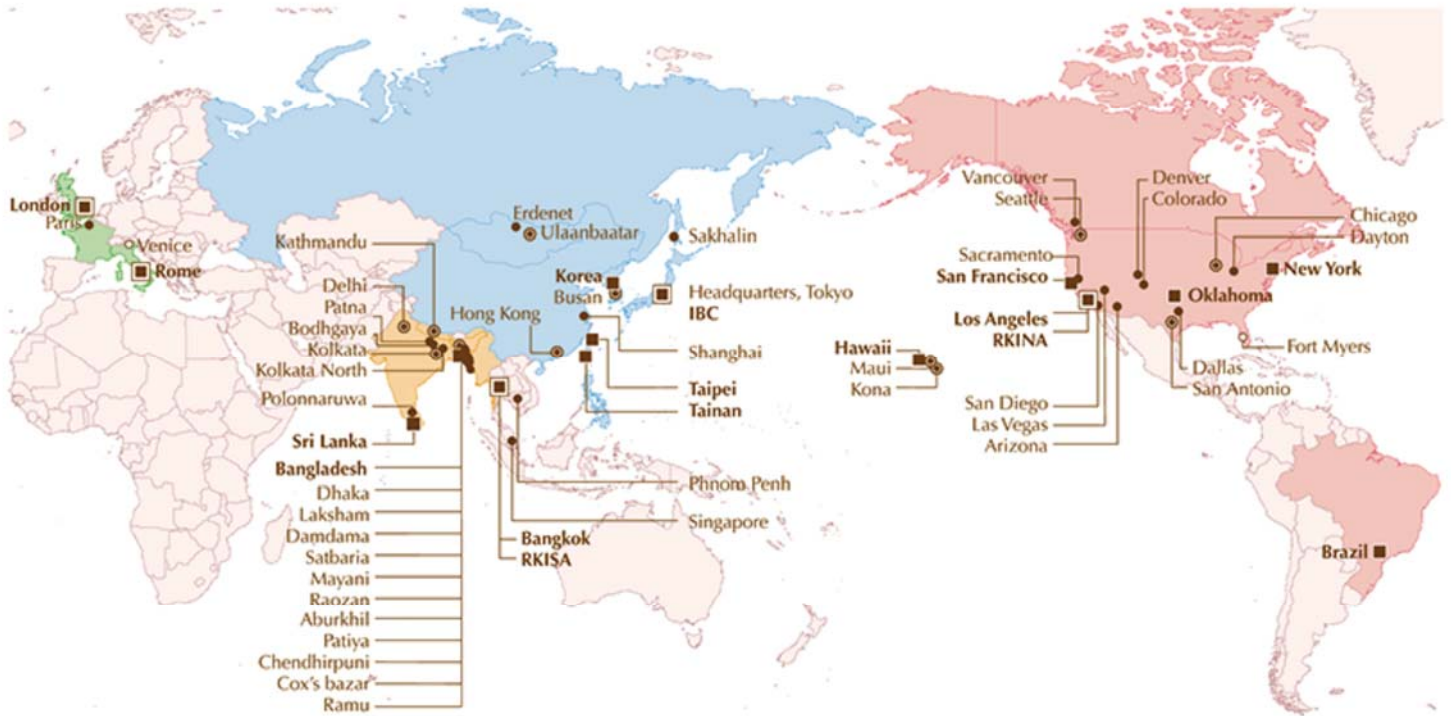 London
Paris
Venice
Rome
Kathmandu
Delhi
Patna
Bodhgaya
Kolkata
Kolkata North
Polonnaruwa
Sri Lanka
Bangladesh
Dhaka
Laksham
Damdama
Satbaria
Mayani
Raozan
Aburkhil
Patiya
Chendhirpuni
Cox's bazar
Ramu
Erdenet
Ulaanbaatar
Sakhalin
Korea
Busan
Headquarters, Tokyo
IBC
Hong Kong
Shanghai
Taipei
Tainan
Phnom Penh
Singapore
Bangkok
RKISA
Hawaii
Maui
Kona
Vancouver
Seattle
Sacramento
San Francisco
Los Angeles
RKINA
San Diego
Las Vegas
Arizona
Denver
Colorado
Chicago
Dayton
New York
Oklahoma
Fort Myers
Dallas
San Antonio
Brazil